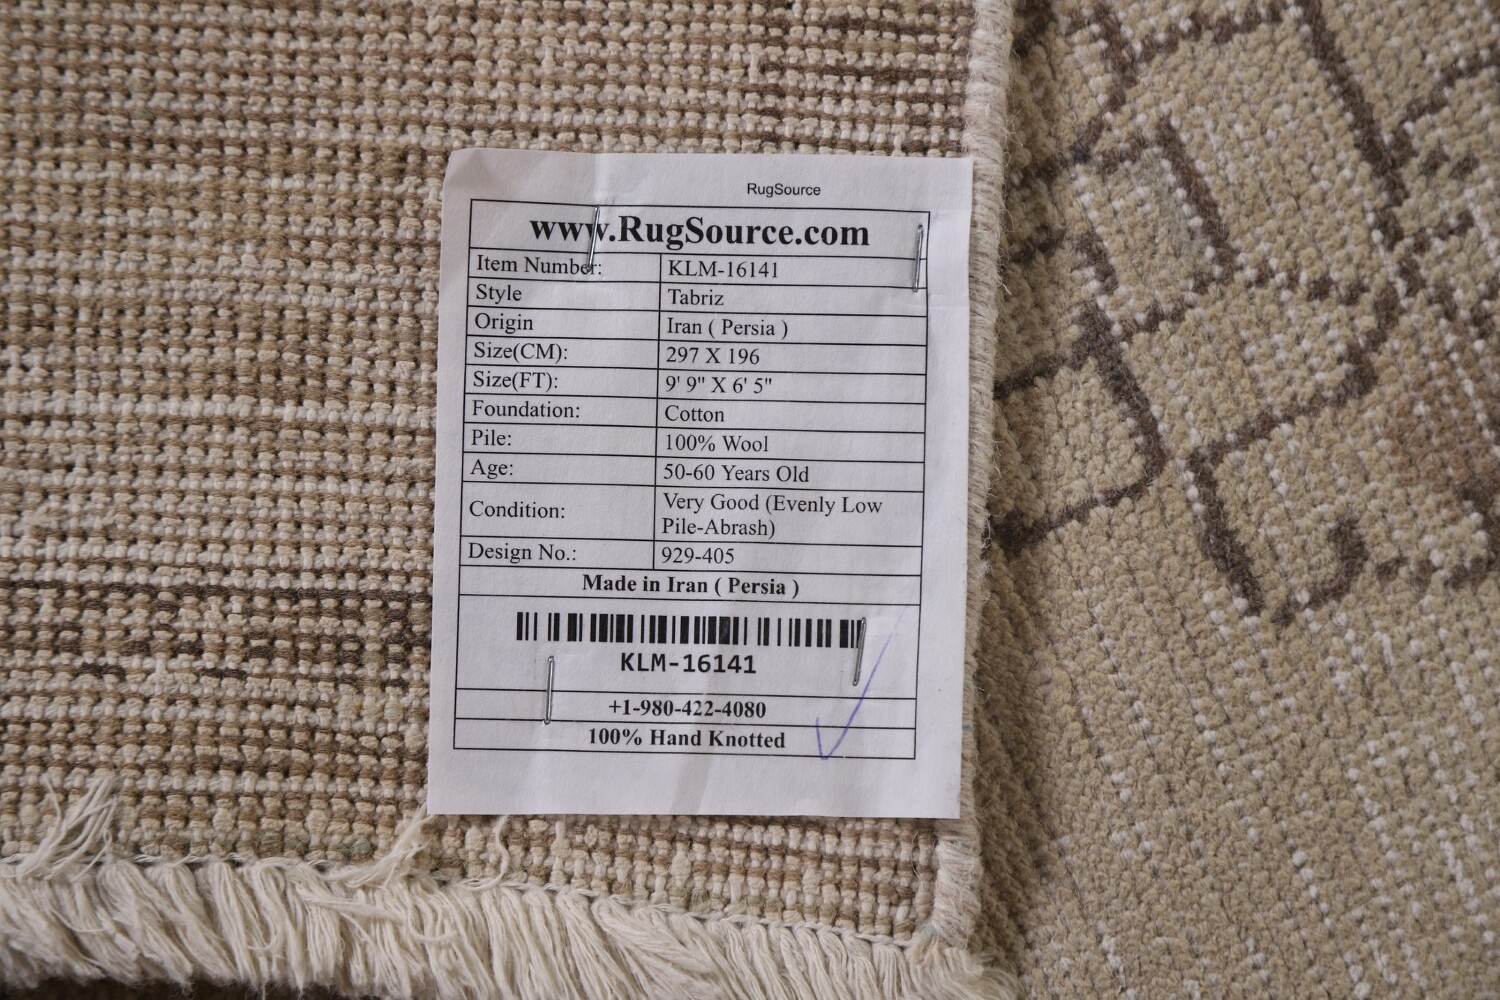 RugSource
www.RugSource.com
Item Number: KLM-16141
Style Tabriz
Origin Iran ( Persia )
Size(CM): 297 X 196
Size(FT): 9' 9" X 6' 5"
Foundation: Cotton
Pile: 100% Wool
Age: 50-60 Years Old
Condition: Very Good (Evenly Low
Pile-Abrash)
Design No.: 929-405
Made in Iran ( Persia )
KLM-16141
+1-980-422-4080
100% Hand Knotted